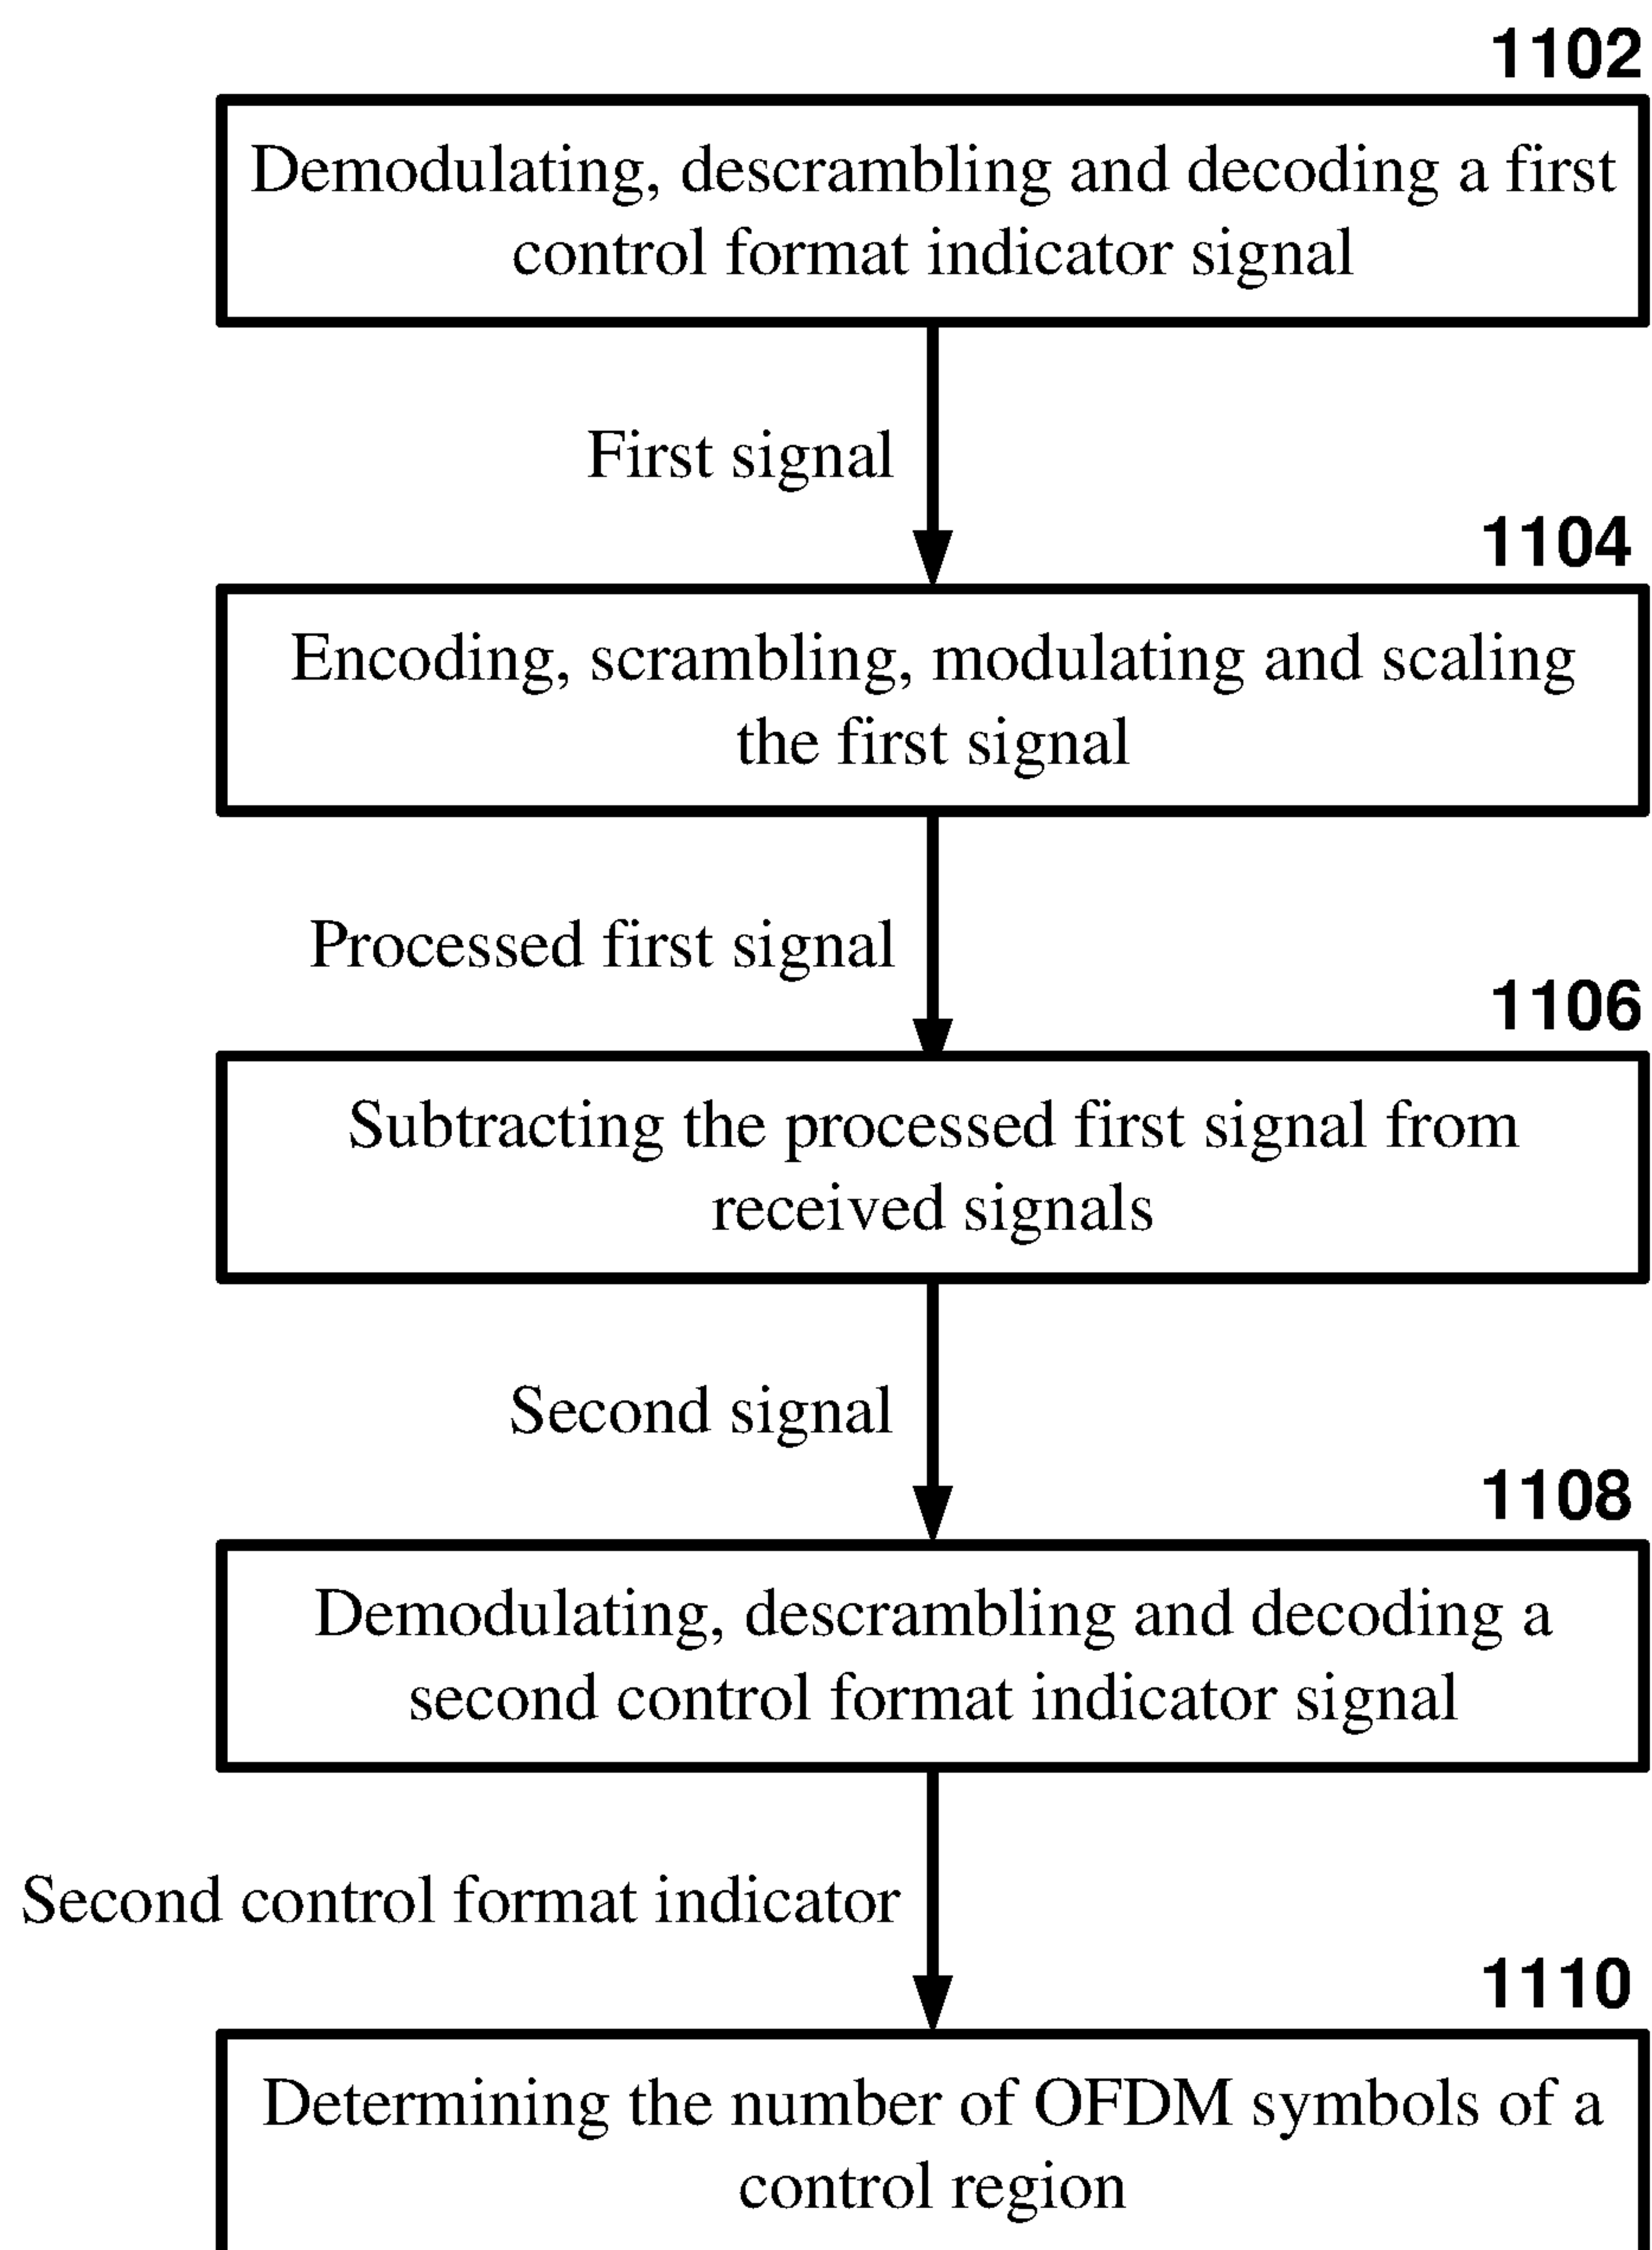 1102
Demodulating, descrambling and decoding a first
control format indicator signal
First signal
1104
Encoding, scrambling, modulating and scaling
the first signal
Processed first signal
1106
Subtracting the processed first signal from
received signals
Second signal
1108
Demodulating, descrambling and decoding a
second control format indicator signal
Second control format indicator
1110
Determining the number of OFDM symbols of a
control region